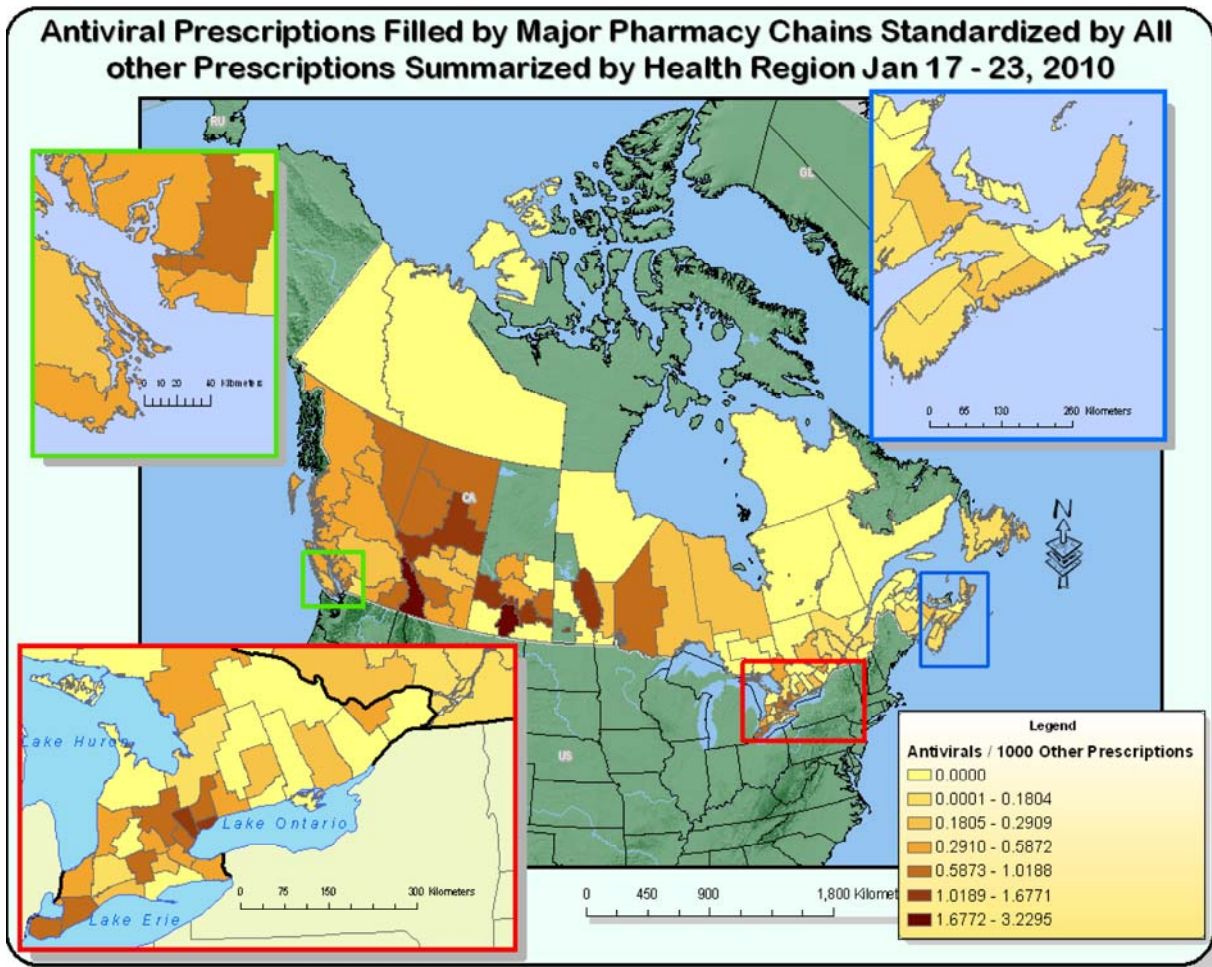 Antiviral Prescriptions Filled by Major Pharmacy Chains Standardized by All
other Prescriptions Summarized by Health Region Jan 17 - 23, 2010
RU
GL
0 10 20 40 Kilometers
0 65 130 260 Kilometers
CA
N
US
Lake Huron
Lake Ontario
Lake Erie
0 75 150 300 Kilometers
0 450 900 1,800 Kilomete
Legend
Antivirals / 1000 Other Prescriptions
0.0000
0.0001 - 0.1804
0.1805 - 0.2909
0.2910 - 0.5872
0.5873 - 1.0188
1.0189 - 1.6771
1.6772 - 3.2295